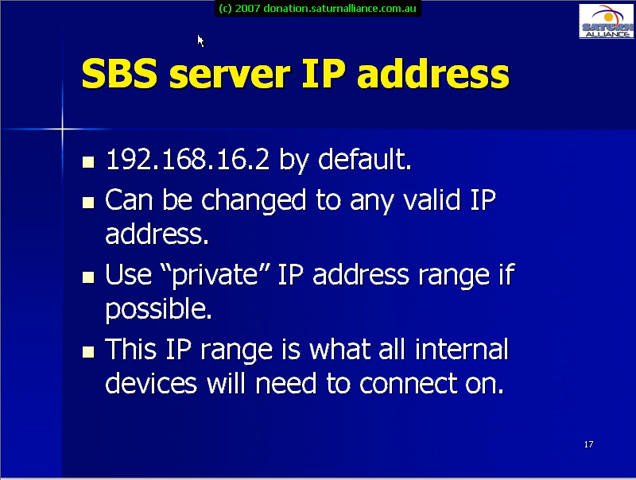 (c) 2007 donation.saturnalliance.com.au
SATURN
ALLIANCE
SBS server IP address
192.168.16.2 by default.
Can be changed to any valid IP
address.
Use “private” IP address range if
possible.
This IP range is what all internal
devices will need to connect on.
17